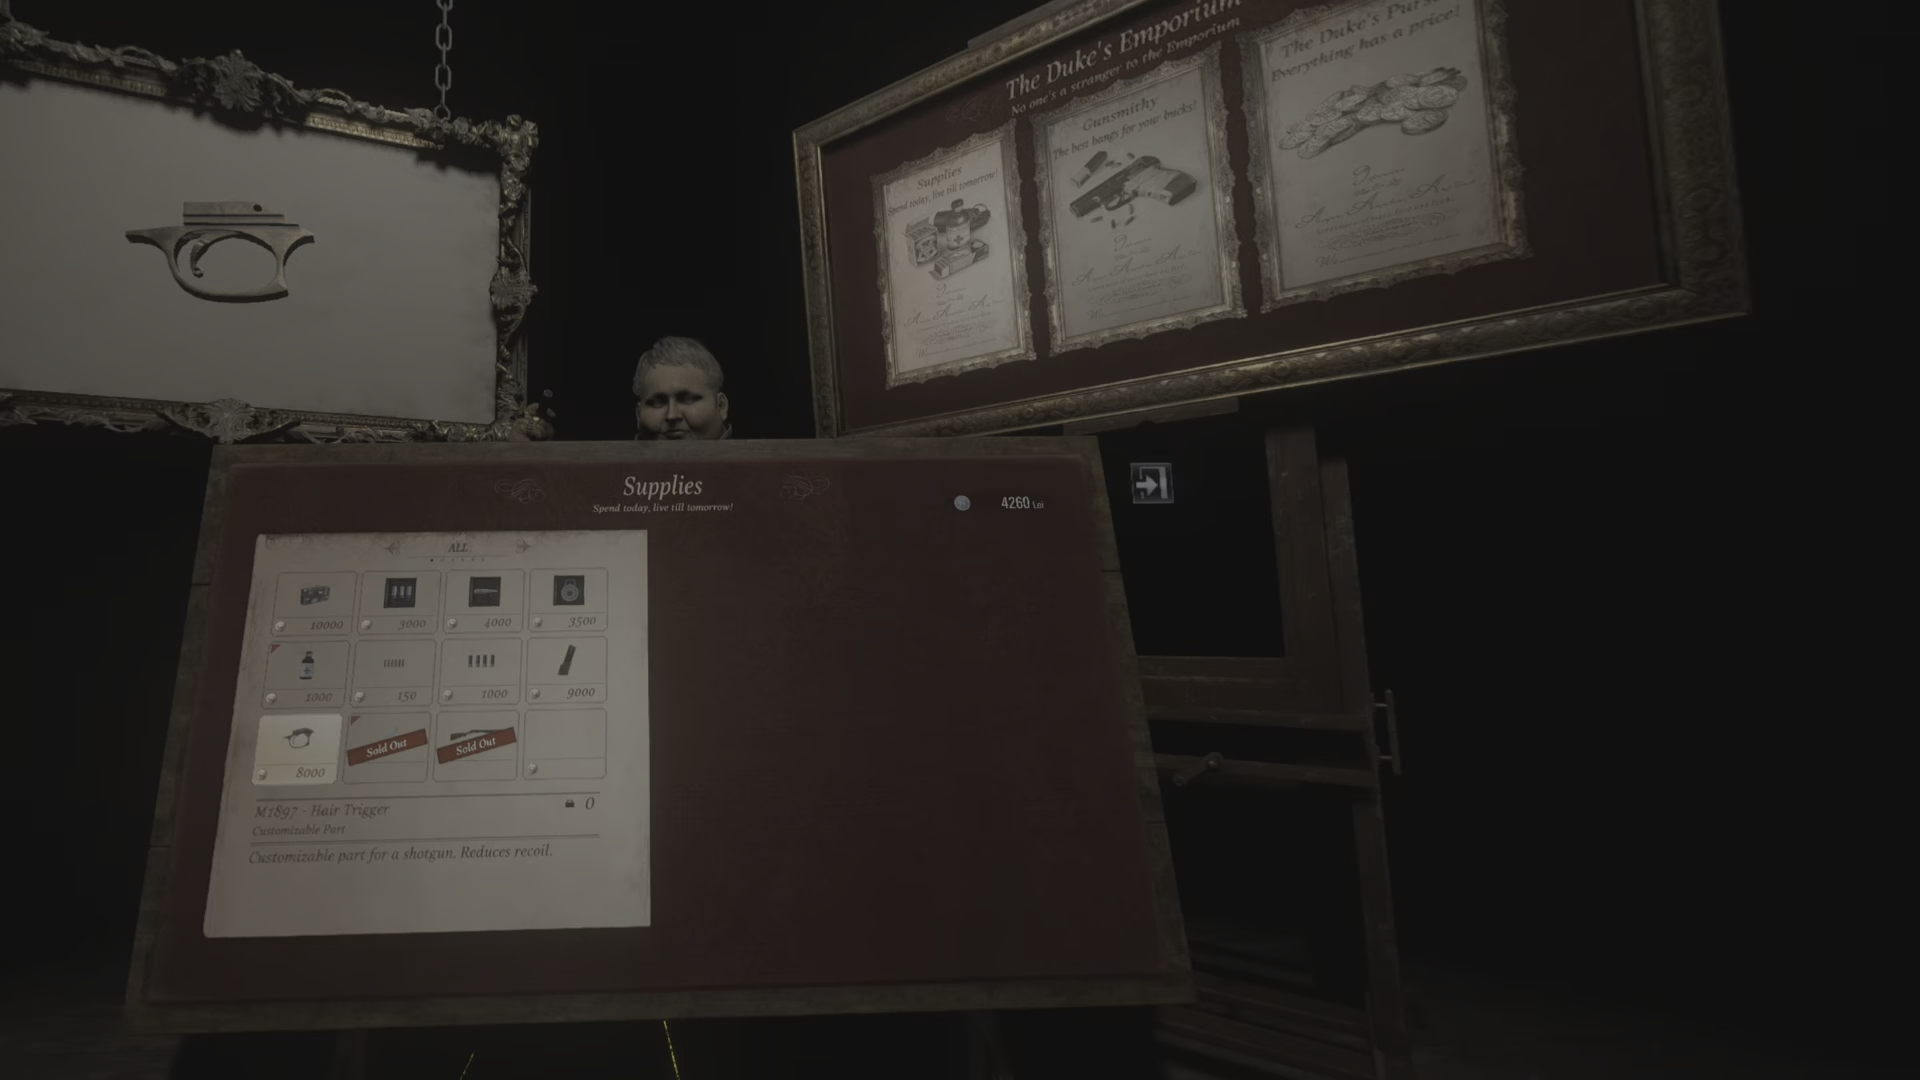 The Duke's Emporium
No one's a stranger to the Emporium
Supplies
Spend today, live till tomorrow!
Gunsmithy
The best bangs for your bucks!
The Duke's
Everything has a price!
Supplies
Spend today, live till tomorrow!
4260 Lei
ALL
10000
3000
4000
3500
1000
150
1000
9000
8000
Sold Out
Sold Out
M1897 - Hair Trigger
0
Customizable Part
Customizable part for a shotgun. Reduces recoil.